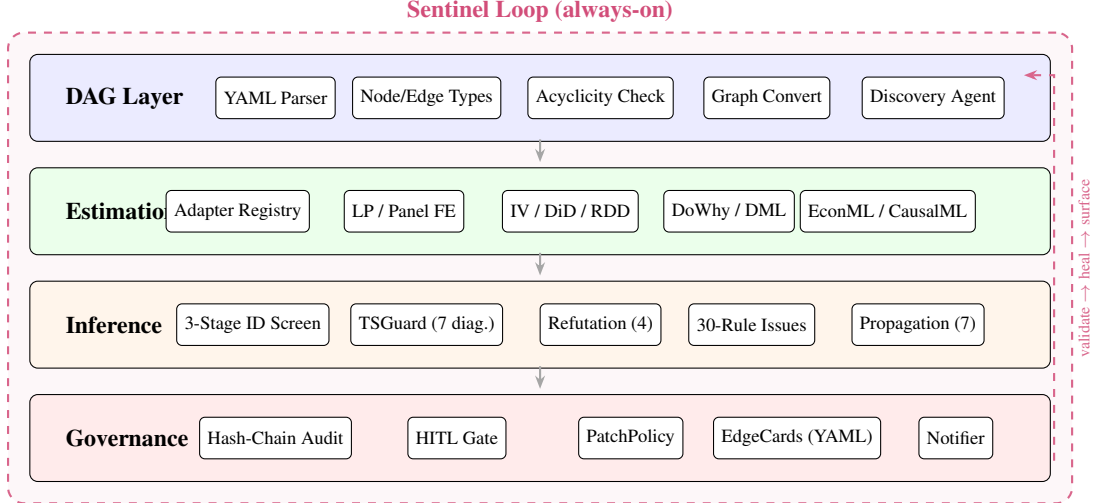 Sentinel Loop (always-on)
DAG Layer
YAML Parser
Node/Edge Types
Acyclicity Check
Graph Convert
Discovery Agent
Estimation
Adapter Registry
LP / Panel FE
IV / DiD / RDD
DoWhy / DML
EconML / CausalML
Inference
3-Stage ID Screen
TSGuard (7 diag.)
Refutation (4)
30-Rule Issues
Propagation (7)
Governance
Hash-Chain Audit
HITL Gate
PatchPolicy
EdgeCards (YAML)
Notifier
validate → heal → surface